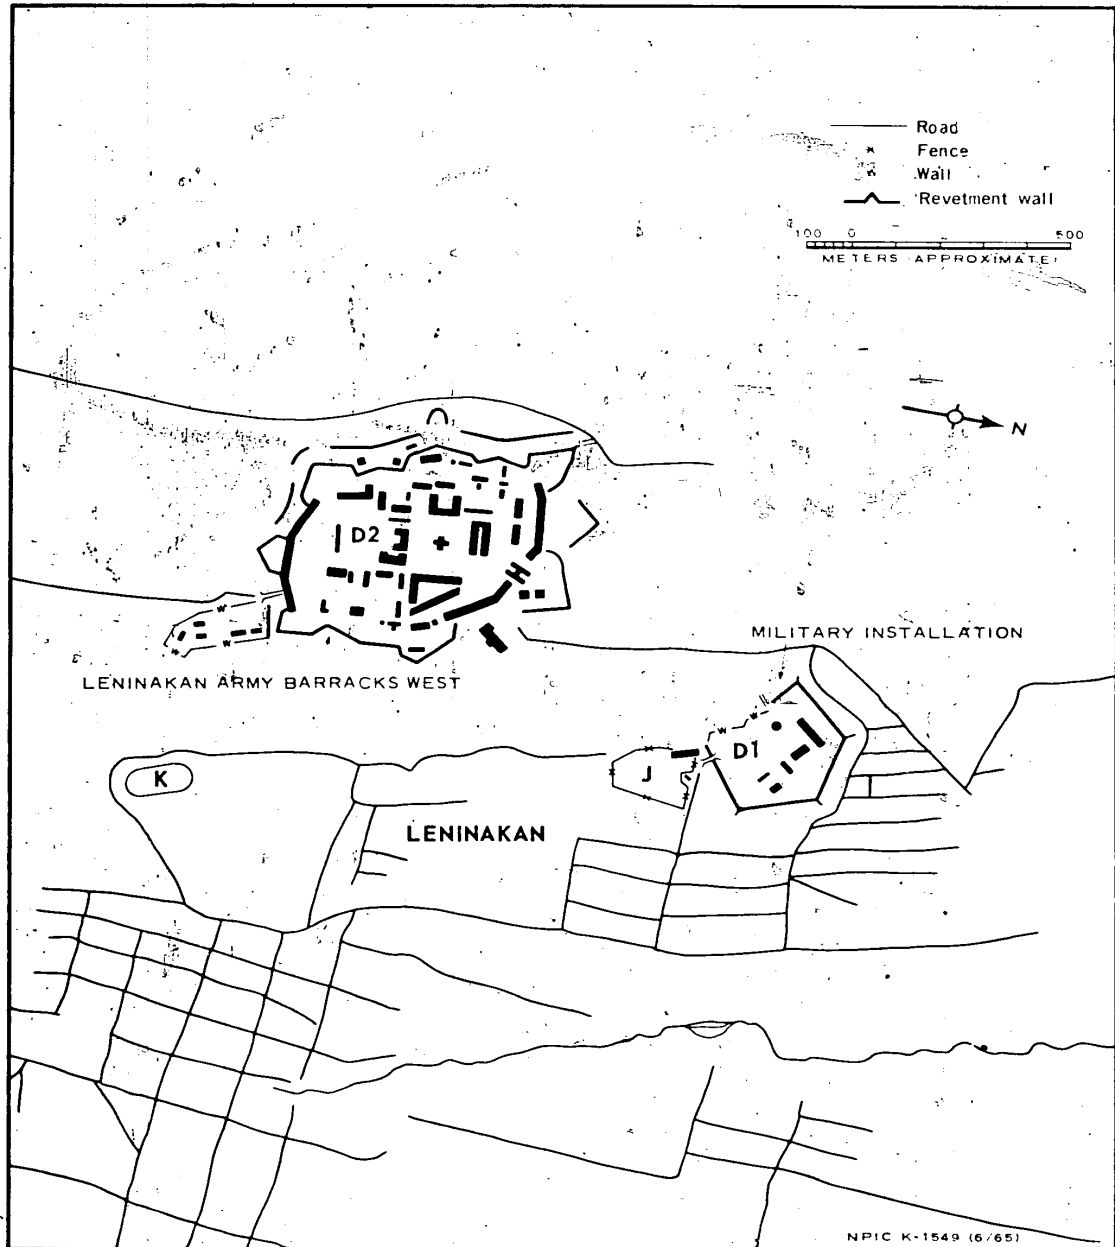 Road
Fence
Wall
Revetment wall
100 0 500
METERS (APPROXIMATE)
N
D2
MILITARY INSTALLATION
LENINAKAN ARMY BARRACKS WEST
D1
K
J
LENINAKAN
NPIC K-1549 (6/65)